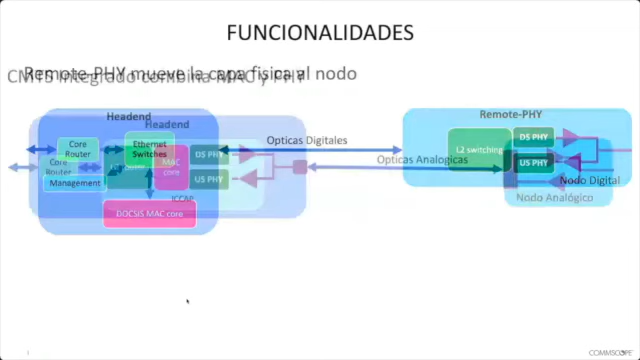 FUNCIONALIDADES
Remote-PHY mueve la capa física al nodo
CMTS Integrado combina MAC y PHY
Headend
Headend
Core Router
Ethernet Switches
Core Router
Management
MAC core
DS PHY
US PHY
ICCAP
DOCSIS MAC core
Opticas Digitales
Opticas Analogicas
Remote-PHY
L2 switching
DS PHY
US PHY
Nodo Digital
Nodo Analógico
COMMSCOPE